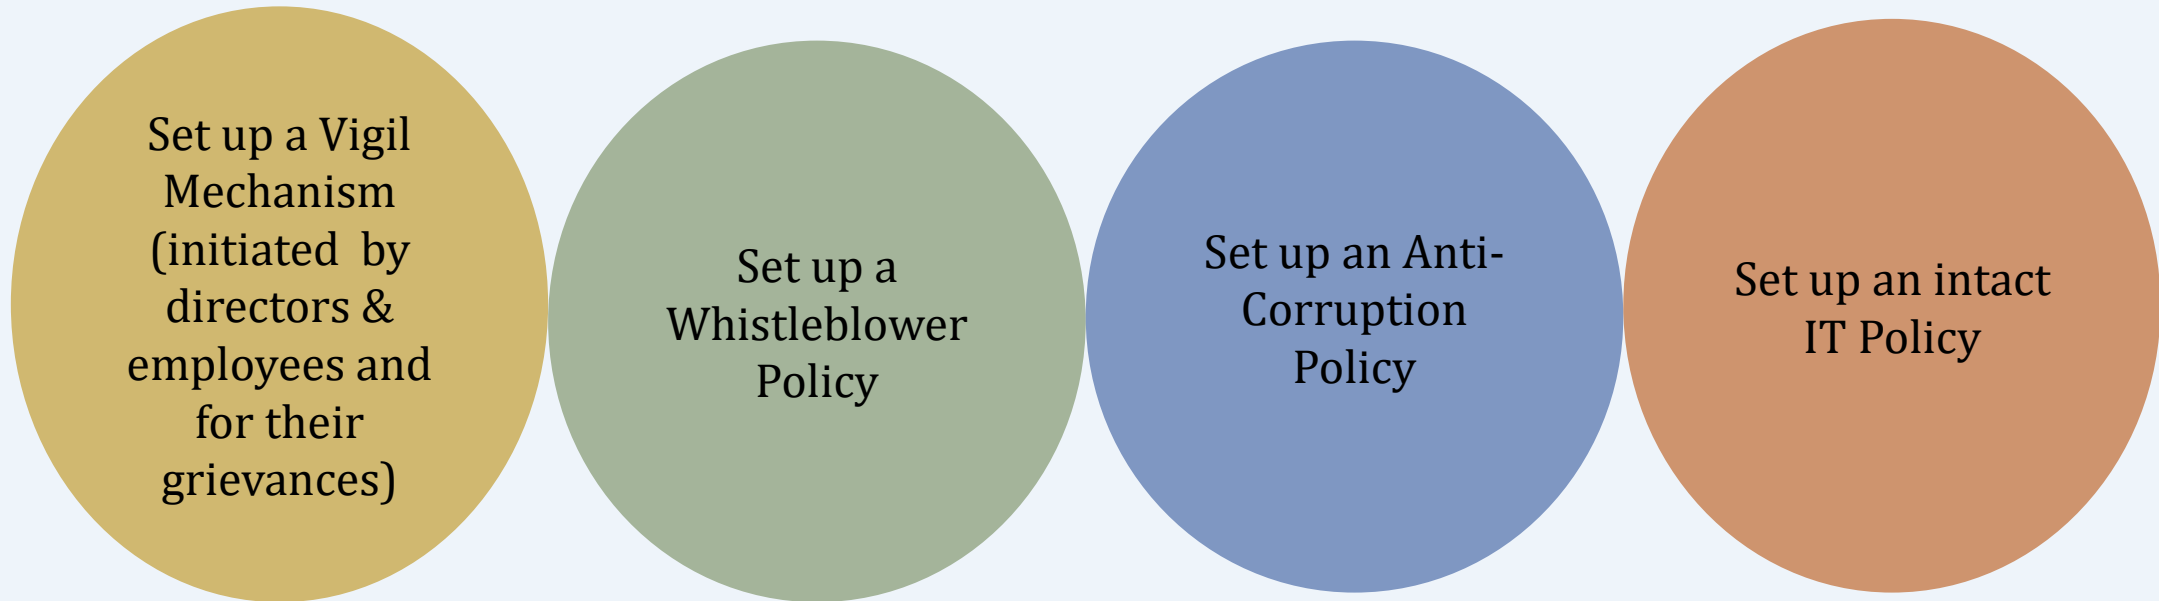 Set up a Vigil
Mechanism
(initiated  by
directors &
employees and
for their
grievances)
Set up a
Whistleblower
Policy
Set up an Anti-
Corruption
Policy
Set up an intact
IT Policy